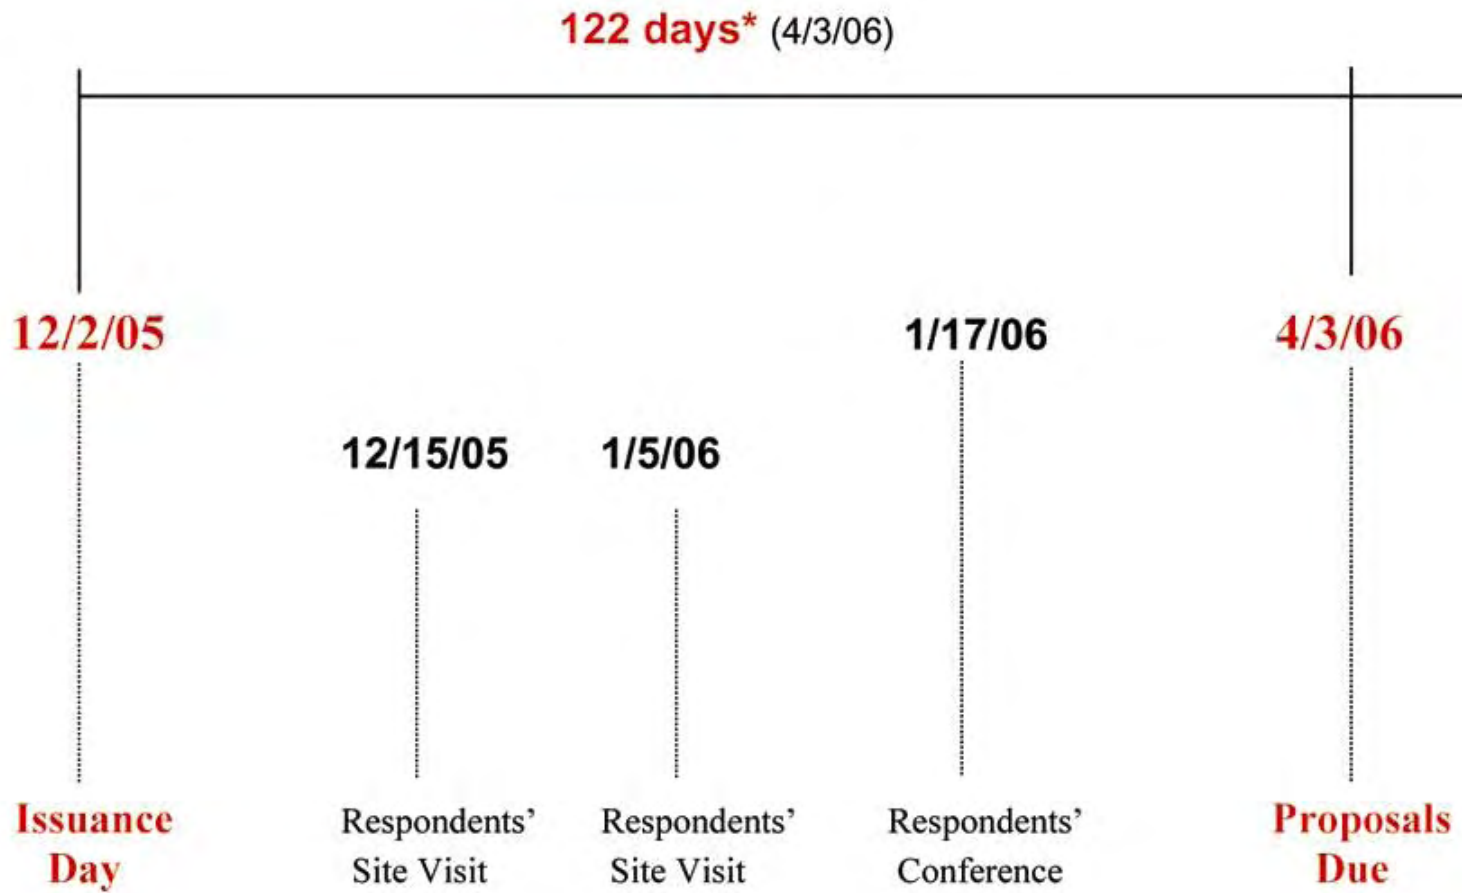 122 days* (4/3/06)
12/2/05
1/17/06
4/3/06
12/15/05
1/5/06
Issuance
Day
Respondents’
Site Visit
Respondents’
Site Visit
Respondents’
Conference
Proposals
Due